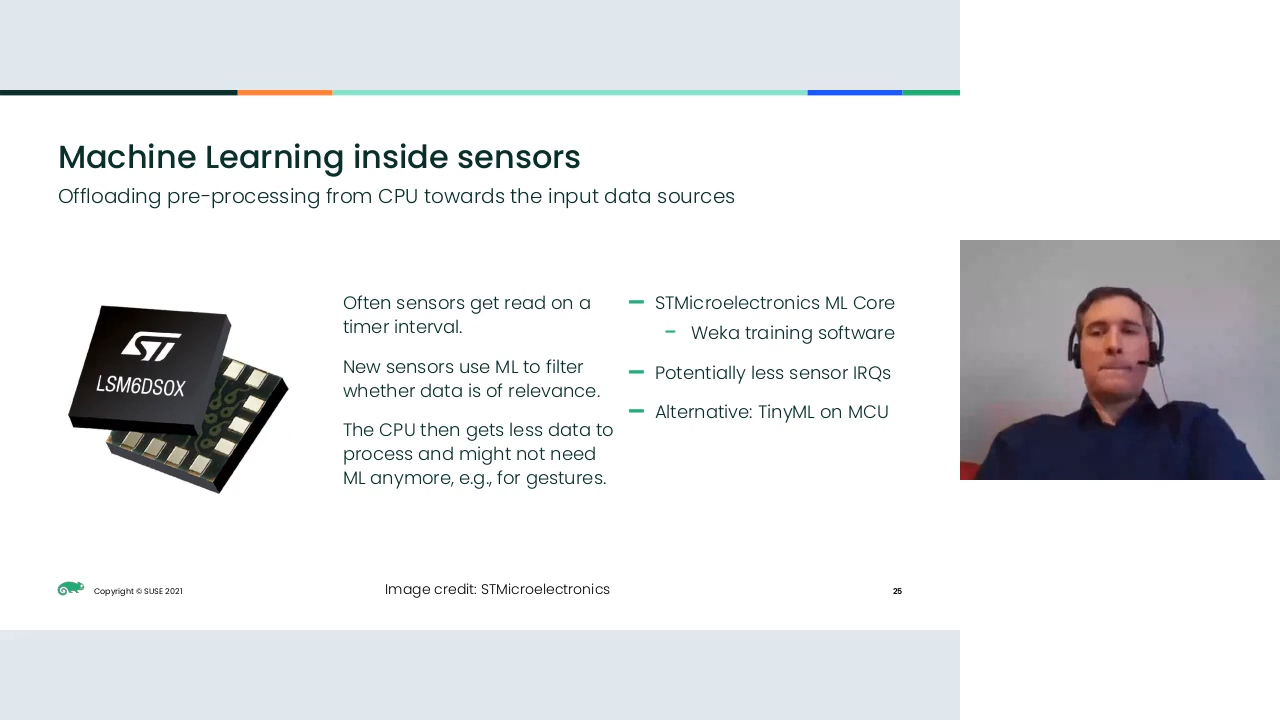 Machine Learning inside sensors
Offloading pre-processing from CPU towards the input data sources
LSM6DSOX
Often sensors get read on a
timer interval.
New sensors use ML to filter
whether data is of relevance.
The CPU then gets less data to
process and might not need
ML anymore, e.g., for gestures.
STMicroelectronics ML Core
Weka training software
Potentially less sensor IRQs
Alternative: TinyML on MCU
Copyright © SUSE 2021
Image credit: STMicroelectronics
25